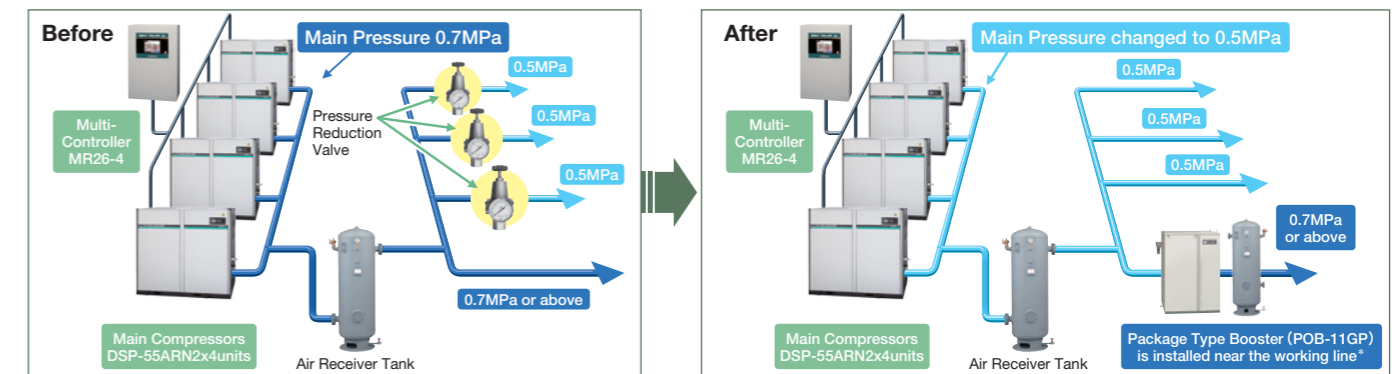 Before
Main Pressure 0.7MPa
0.5MPa
0.5MPa
0.5MPa
Pressure
Reduction
Valve
Multi-
Controller
MR26-4
0.7MPa or above
Main Compressors
DSP-55ARN2x4units
Air Receiver Tank
After
Main Pressure changed to 0.5MPa
0.5MPa
0.5MPa
0.5MPa
Multi-
Controller
MR26-4
0.7MPa
or above
Main Compressors
DSP-55ARN2x4units
Air Receiver Tank
Package Type Booster (POB-11GP)
is installed near the working line*